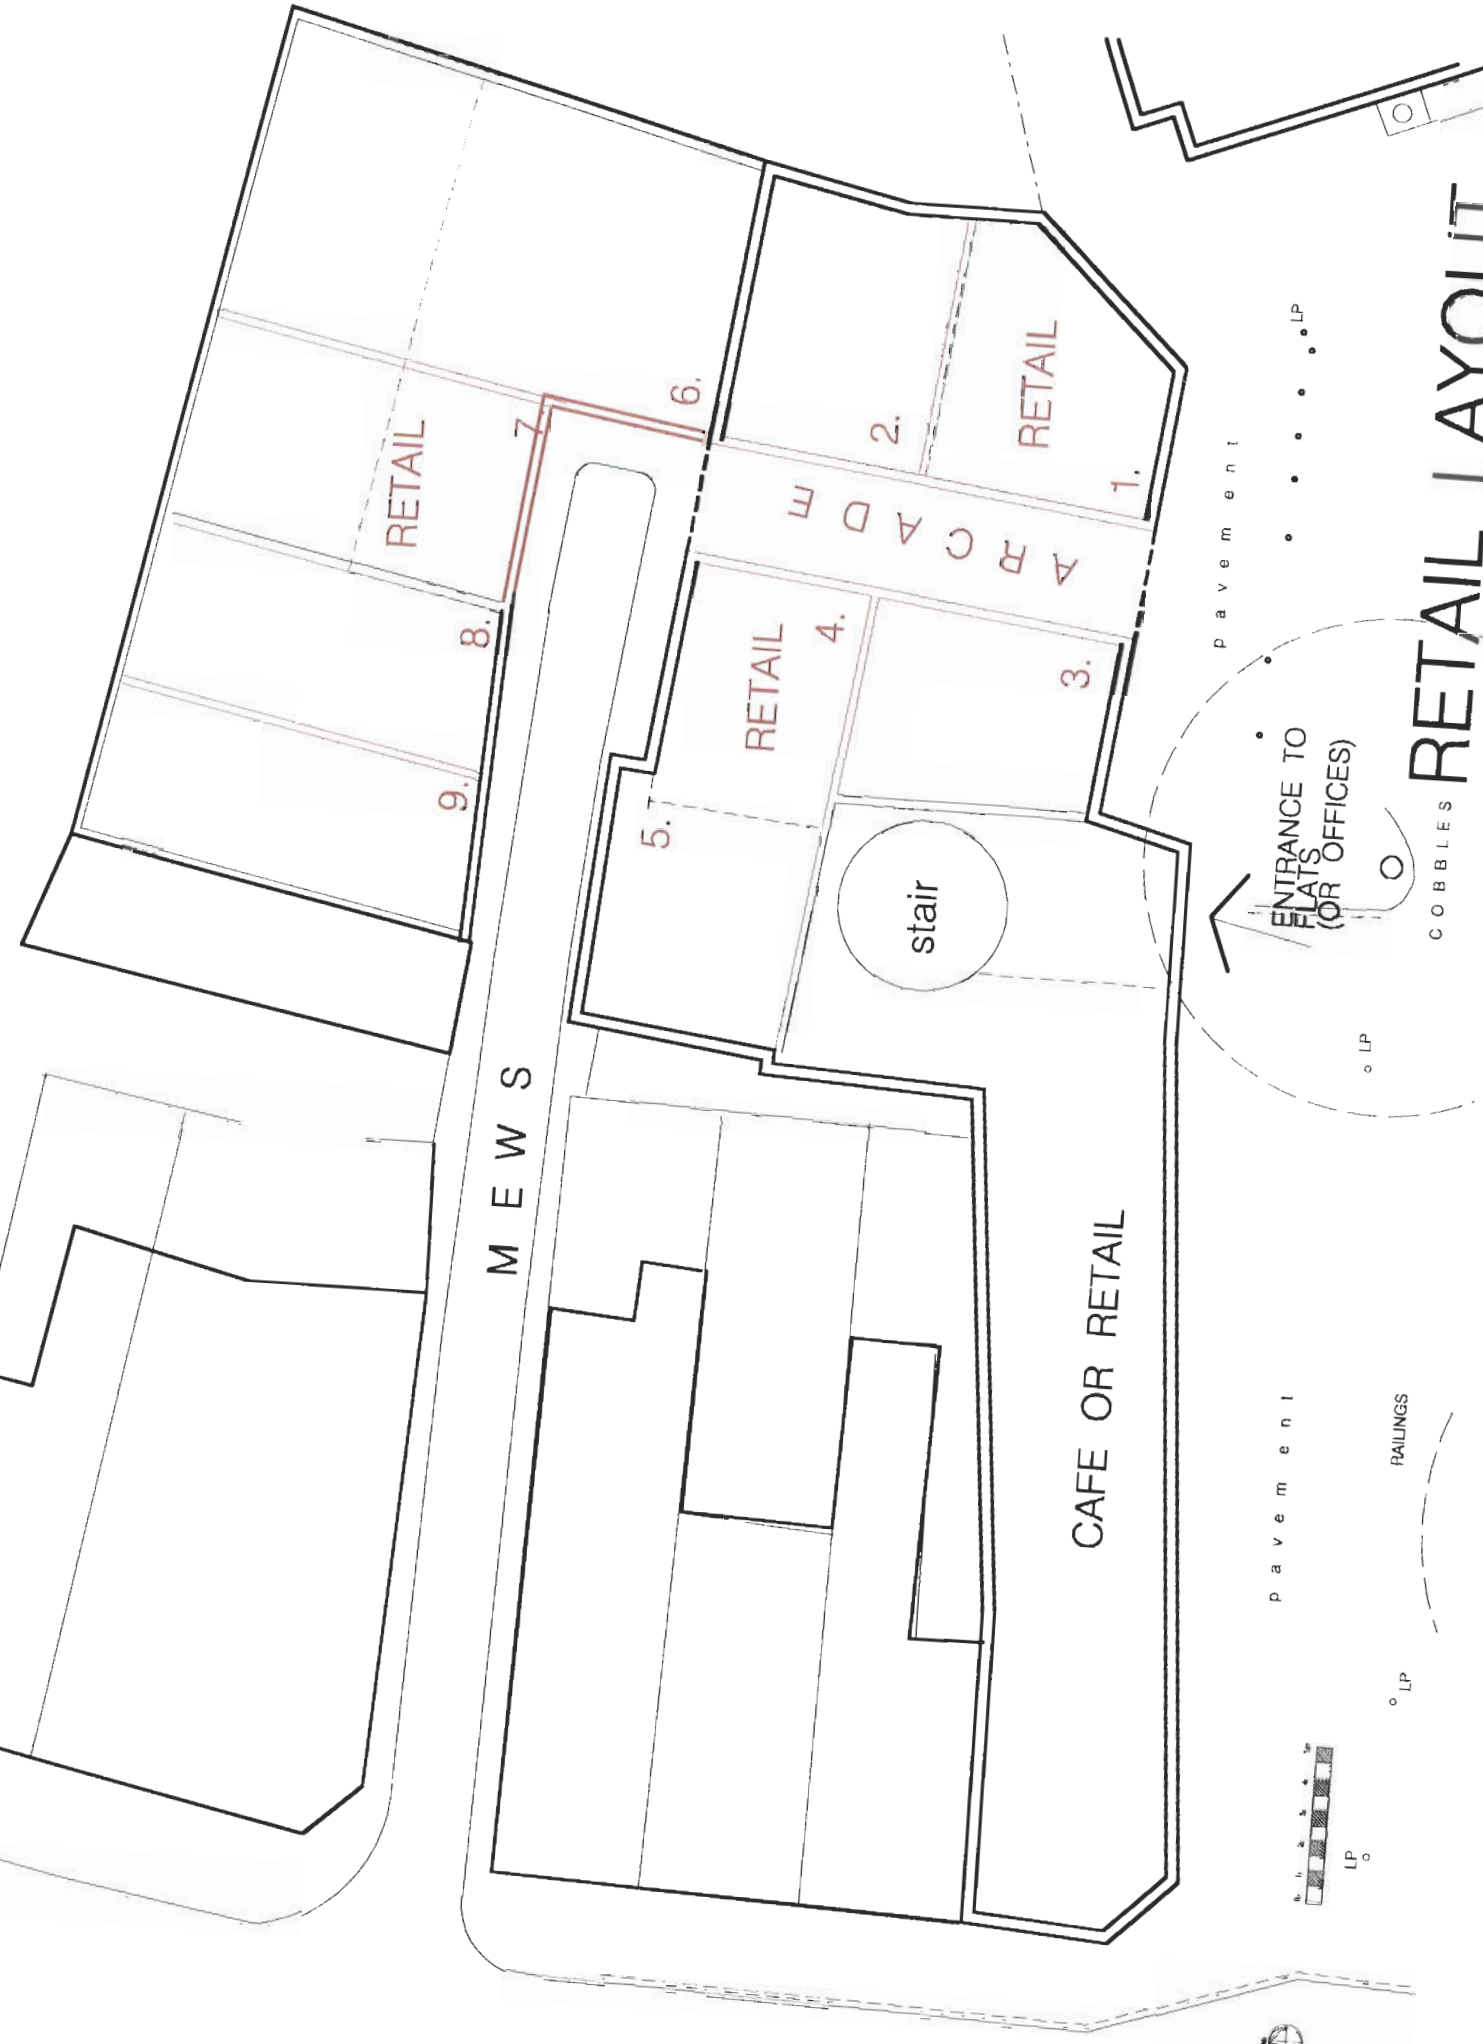 RETAIL LAYOUT
6.
7.
RETAIL
8.
9.
2.
RETAIL
1.
ARCADE
RETAIL
4.
3.
5.
stair
MEWS
CAFE OR RETAIL
ENTRANCE TO
FLATS
(OR OFFICES)
COBBLES
pavement
LP
LP
pavement
RAILINGS
LP
LP